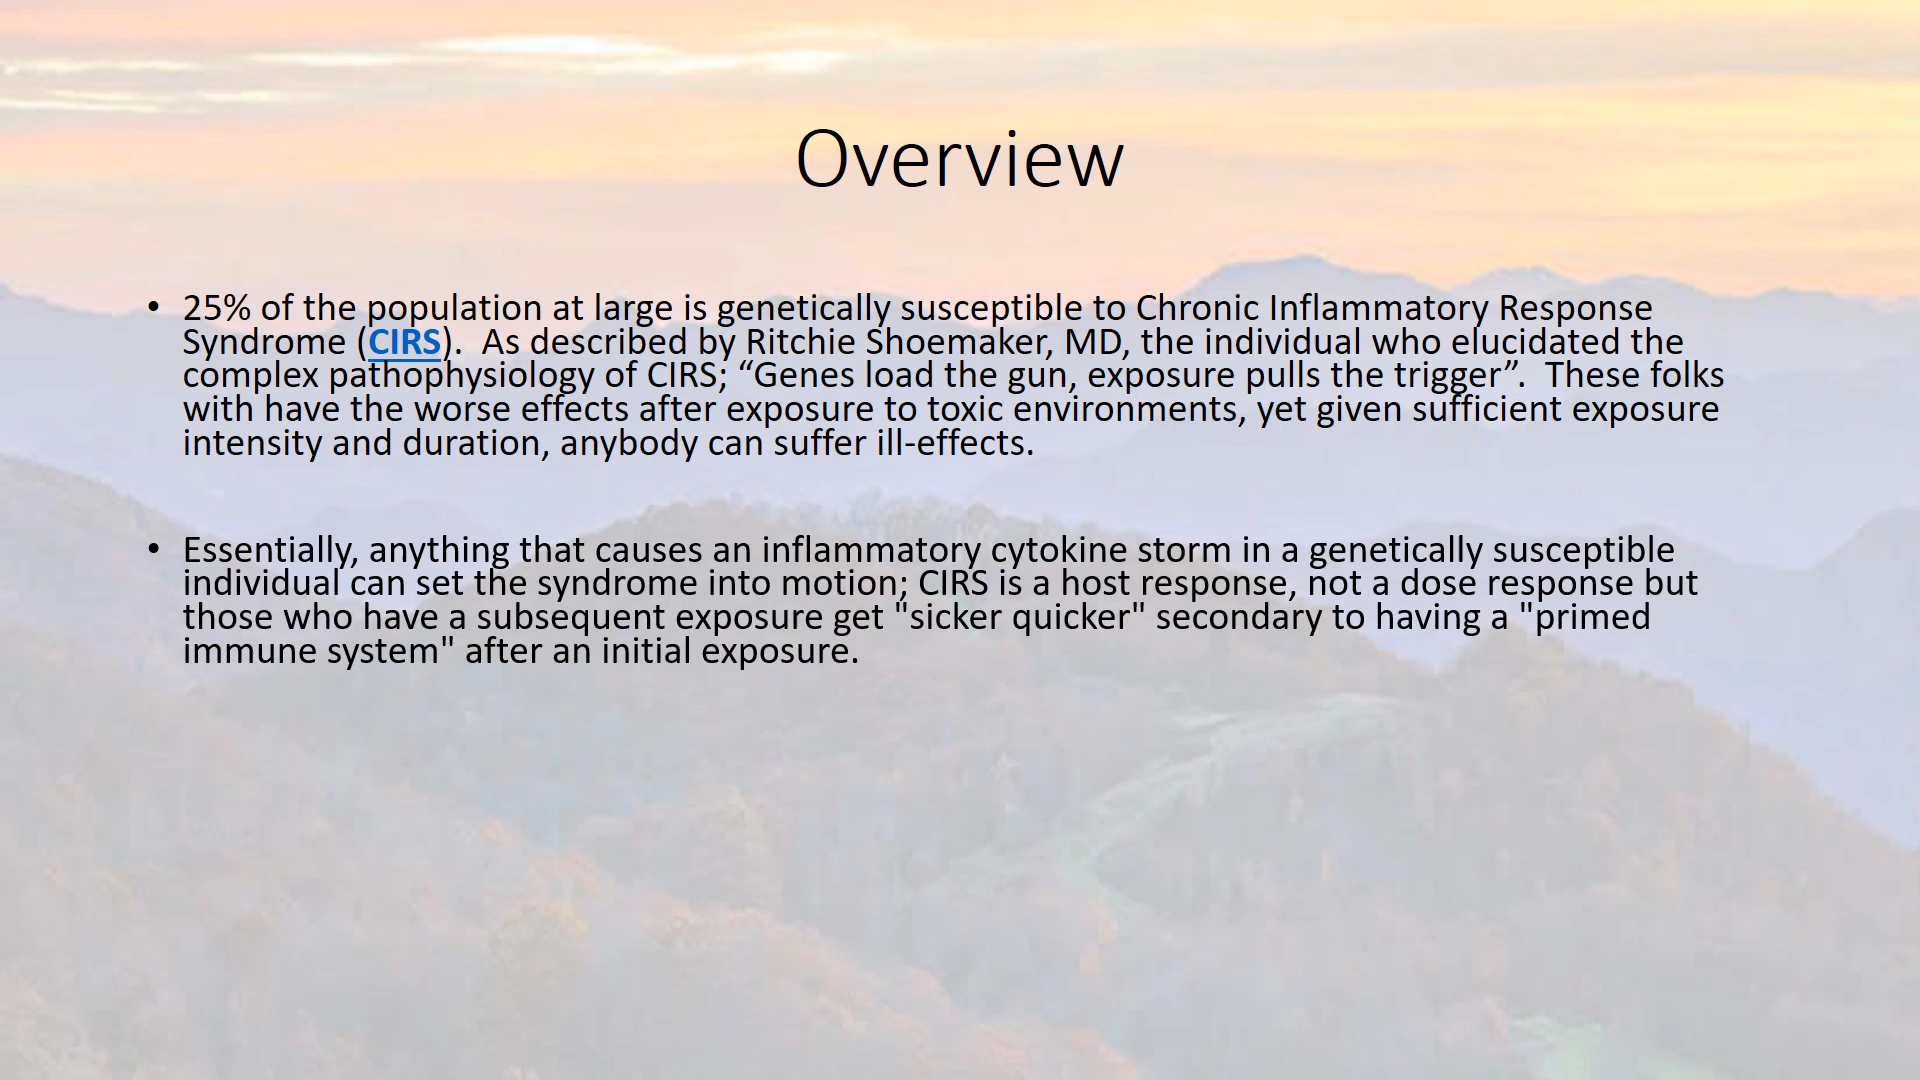 Overview
• 25% of the population at large is genetically susceptible to Chronic Inflammatory Response
Syndrome (CIRS).  As described by Ritchie Shoemaker, MD, the individual who elucidated the
complex pathophysiology of CIRS; “Genes load the gun, exposure pulls the trigger”.  These folks
with have the worse effects after exposure to toxic environments, yet given sufficient exposure
intensity and duration, anybody can suffer ill-effects.
• Essentially, anything that causes an inflammatory cytokine storm in a genetically susceptible
individual can set the syndrome into motion; CIRS is a host response, not a dose response but
those who have a subsequent exposure get "sicker quicker" secondary to having a "primed
immune system" after an initial exposure.